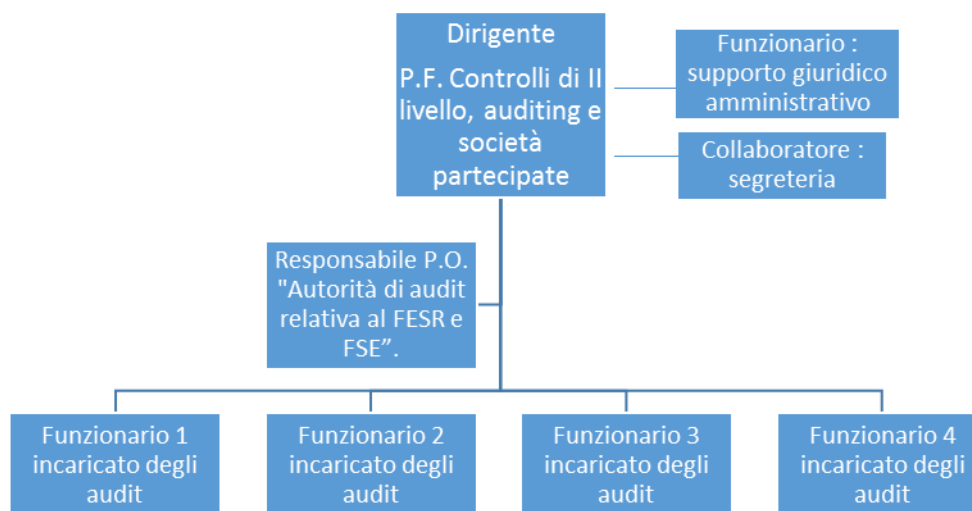 Dirigente
P.F. Controlli di II
livello, auditing e
società
partecipate
Funzionario :
supporto giuridico
amministrativo
Collaboratore :
segreteria
Responsabile P.O.
"Autorità di audit
relativa al FESR e
FSE”.
Funzionario 1
incaricato degli
audit
Funzionario 2
incaricato degli
audit
Funzionario 3
incaricato degli
audit
Funzionario 4
incaricato degli
audit